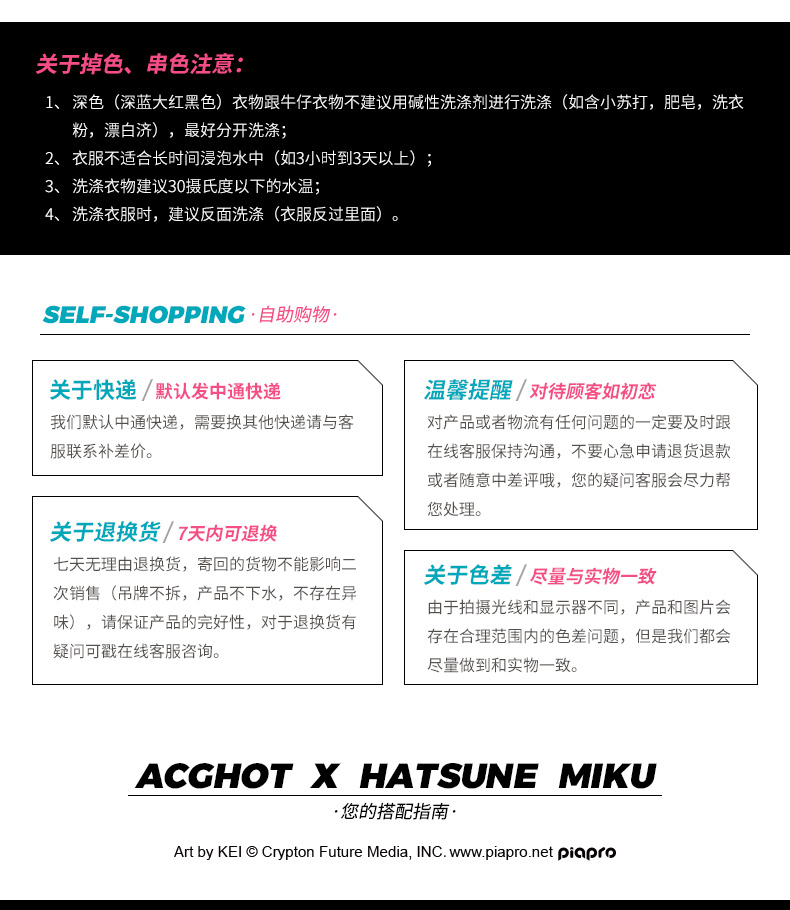 关于掉色、串色注意：
1、深色（深蓝大红黑色）衣物跟牛仔衣物不建议用碱性洗涤剂进行洗涤（如含小苏打，肥皂，洗衣
粉，漂白济），最好分开洗涤；
2、衣服不适合长时间浸泡水中（如3小时到3天以上）；
3、洗涤衣物建议30摄氏度以下的水温；
4、洗涤衣服时，建议反面洗涤（衣服反过里面）。
SELF-SHOPPING ·自助购物·
关于快递/默认发中通快递
我们默认中通快递，需要换其他快递请与客
服联系补差价。
温馨提醒/对待顾客如初恋
对产品或者物流有任何问题的一定要及时跟
在线客服保持沟通，不要心急申请退货退款
或者随意中差评哦，您的疑问客服会尽力帮
您处理。
关于退换货/7天内可退换
七天无理由退换货，寄回的货物不能影响二
次销售（吊牌不拆，产品不下水，不存在异
味），请保证产品的完好性，对于退换货有
疑问可戳在线客服咨询。
关于色差/尽量与实物一致
由于拍摄光线和显示器不同，产品和图片会
存在合理范围内的色差问题，但是我们都会
尽量做到和实物一致。
ACGHOT X HATSUNE MIKU
·您的搭配指南·
Art by KEI © Crypton Future Media, INC. www.piapro.net piapro